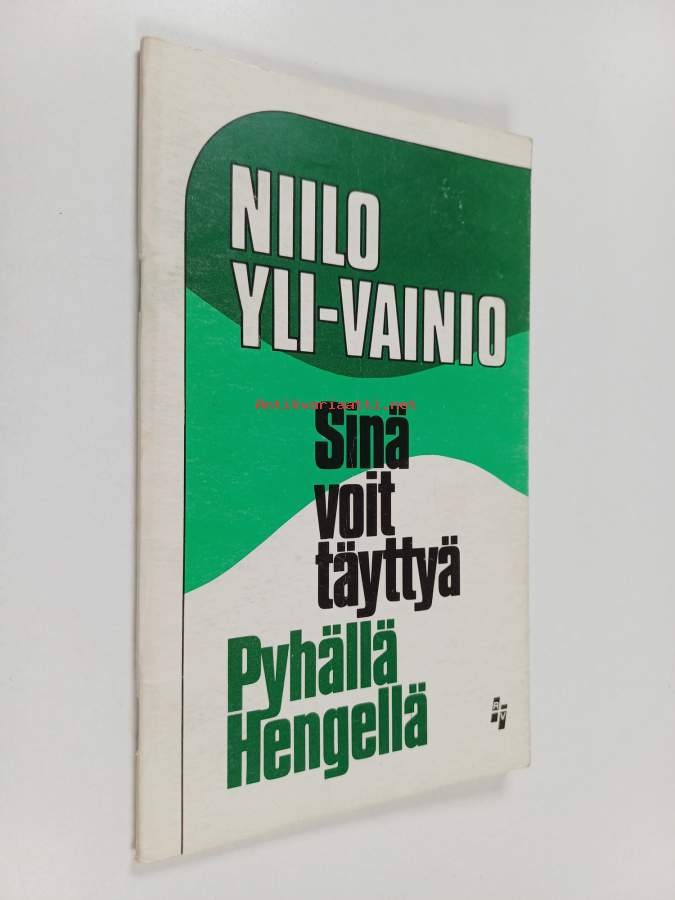 NIILO
YLI-VAINIO
Antikvariaatti.net
Sinä
voit
täyttyä
Pyhällä
Hengellä
R
V